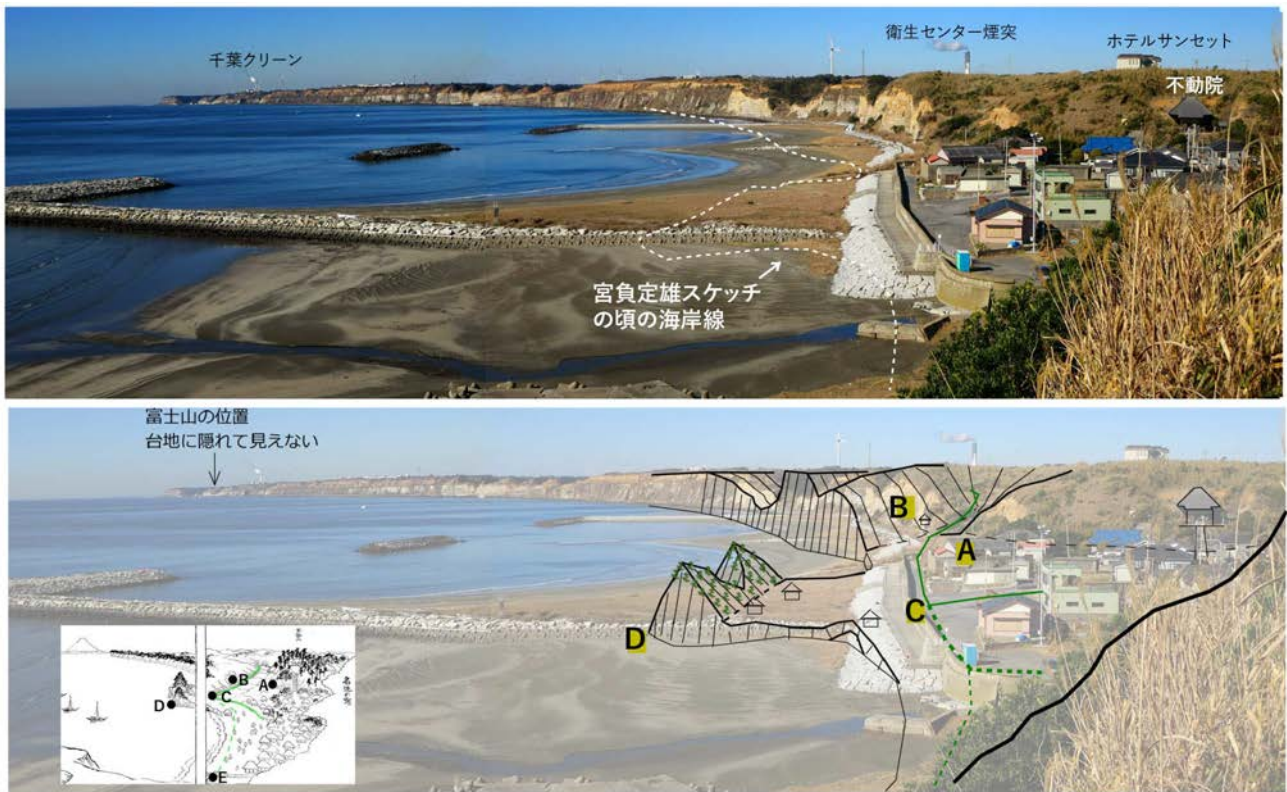 千葉クリーン
衛生センター煙突
ホテルサンセット
不動院
宮負定雄スケッチ
の頃の海岸線
富士山の位置
台地に隠れて見えない
B
A
C
D
B
A
C
D
E